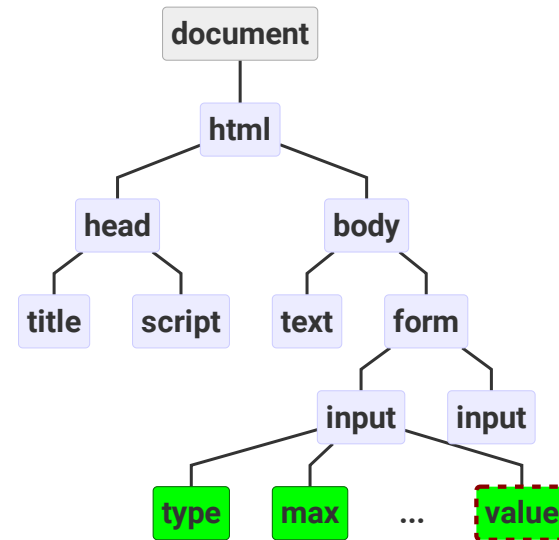 document
html
head body
title script text form
input input
type max ... value